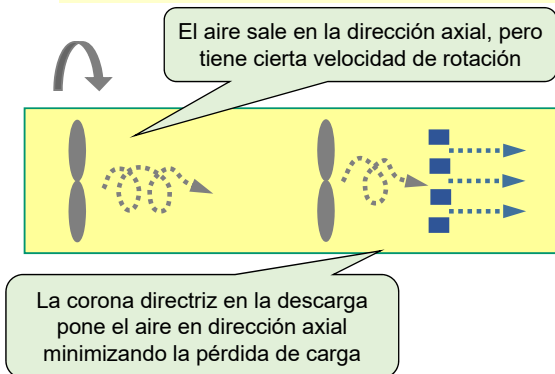 El aire sale en la dirección axial, pero
tiene cierta velocidad de rotación
La corona directriz en la descarga
pone el aire en dirección axial
minimizando la pérdida de carga